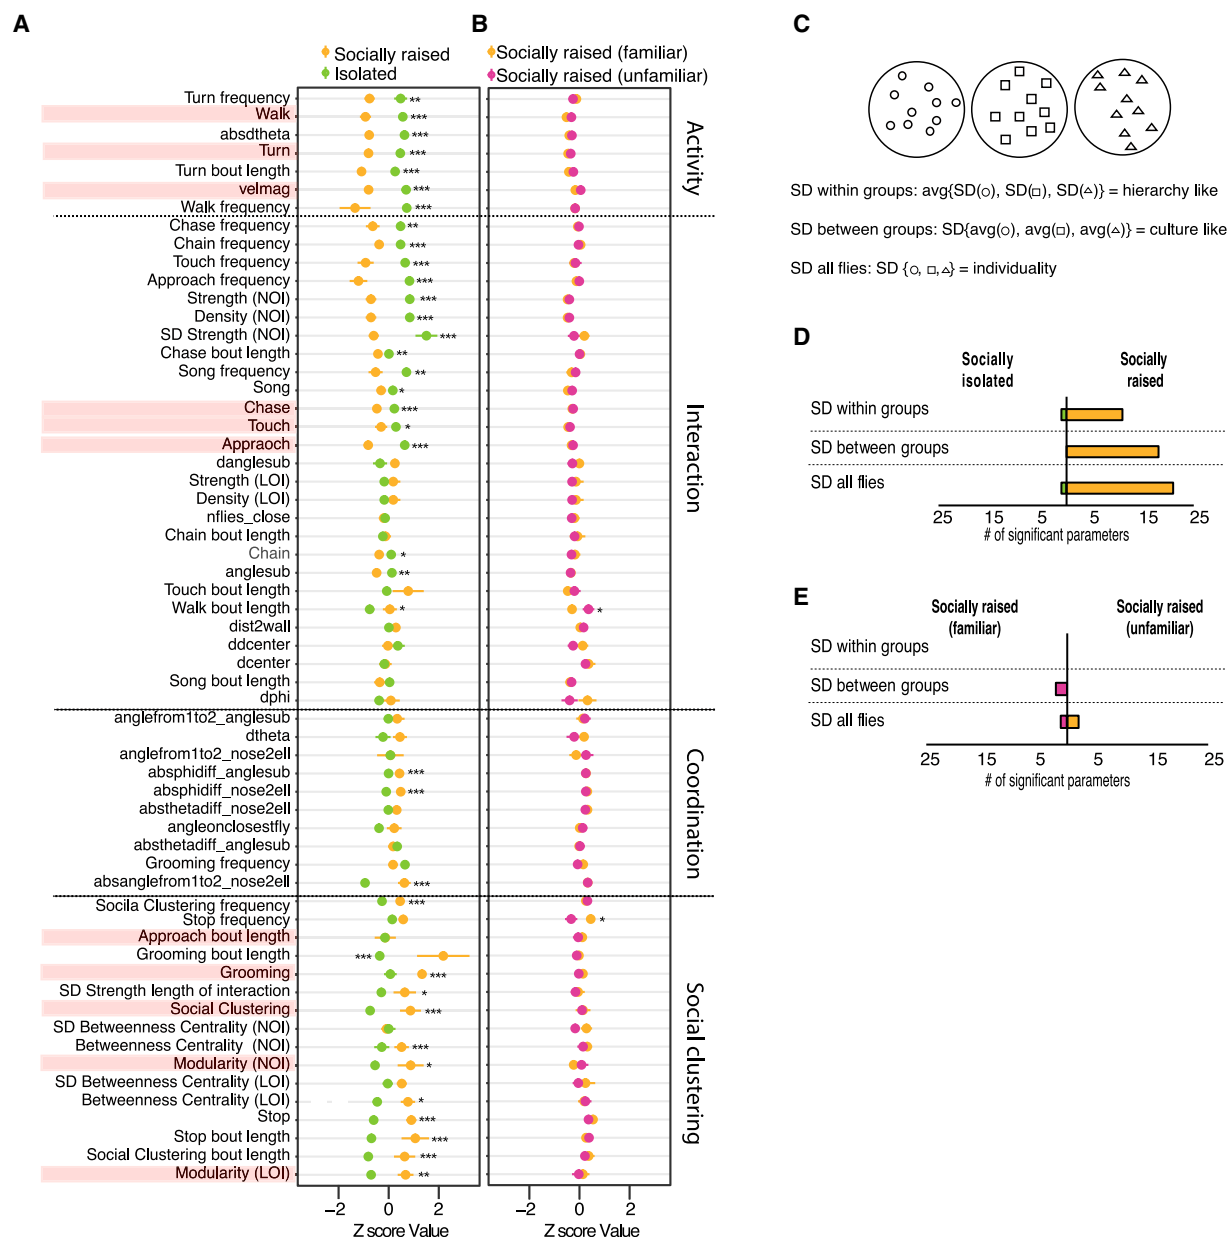 A
Socially raised
Isolated
Turn frequency
**
Walk
***
absdtheta
***
Turn
***
Turn bout length
***
velmag
***
Walk frequency
***
Chase frequency
**
Chain frequency
***
Touch frequency
***
Approach frequency
***
Strength (NOI)
***
Density (NOI)
***
SD Strength (NOI)
***
Chase bout length
**
Song frequency
**
Song
*
Chase
***
Touch
*
Appraoch
***
danglesub
Strength (LOI)
Density (LOI)
nflies_close
Chain bout length
Chain
*
anglesub
**
Touch bout length
Walk bout length
*
dist2wall
ddcenter
dcenter
Song bout length
dphi
anglefrom1to2_anglesub
dtheta
anglefrom1to2_nose2ell
absphidiff_anglesub
***
absphidiff_nose2ell
***
absthetadiff_nose2ell
angleonclosestfly
absthetadiff_anglesub
Grooming frequency
absanglefrom1to2_nose2ell
***
Socila Clustering frequency
***
Stop frequency
Approach bout length
Grooming bout length
***
Grooming
***
SD Strength length of interaction
*
Social Clustering
***
SD Betweenness Centrality (NOI)
Betweenness Centrality (NOI)
***
Modularity (NOI)
*
SD Betweenness Centrality (LOI)
Betweenness Centrality (LOI)
*
Stop
***
Stop bout length
***
Social Clustering bout length
***
Modularity (LOI)
**
−2 0 2
Z score Value
B
Socially raised (familiar)
Socially raised (unfamiliar)
*
*
−2 0 2
Z score Value
Activity
Interaction
Coordination
Social clustering
C
SD within groups: avg{SD(○), SD(□), SD(△)} = hierarchy like
SD between groups: SD{avg(○), avg(□), avg(△)} = culture like
SD all flies: SD {○, □,△} = individuality
D
Socially
isolated
Socially
raised
SD within groups
SD between groups
SD all flies
25 15 5 5 15 25
# of significant parameters
E
Socially raised
(familiar)
Socially raised
(unfamiliar)
SD within groups
SD between groups
SD all flies
25 15 5 5 15 25
# of significant parameters